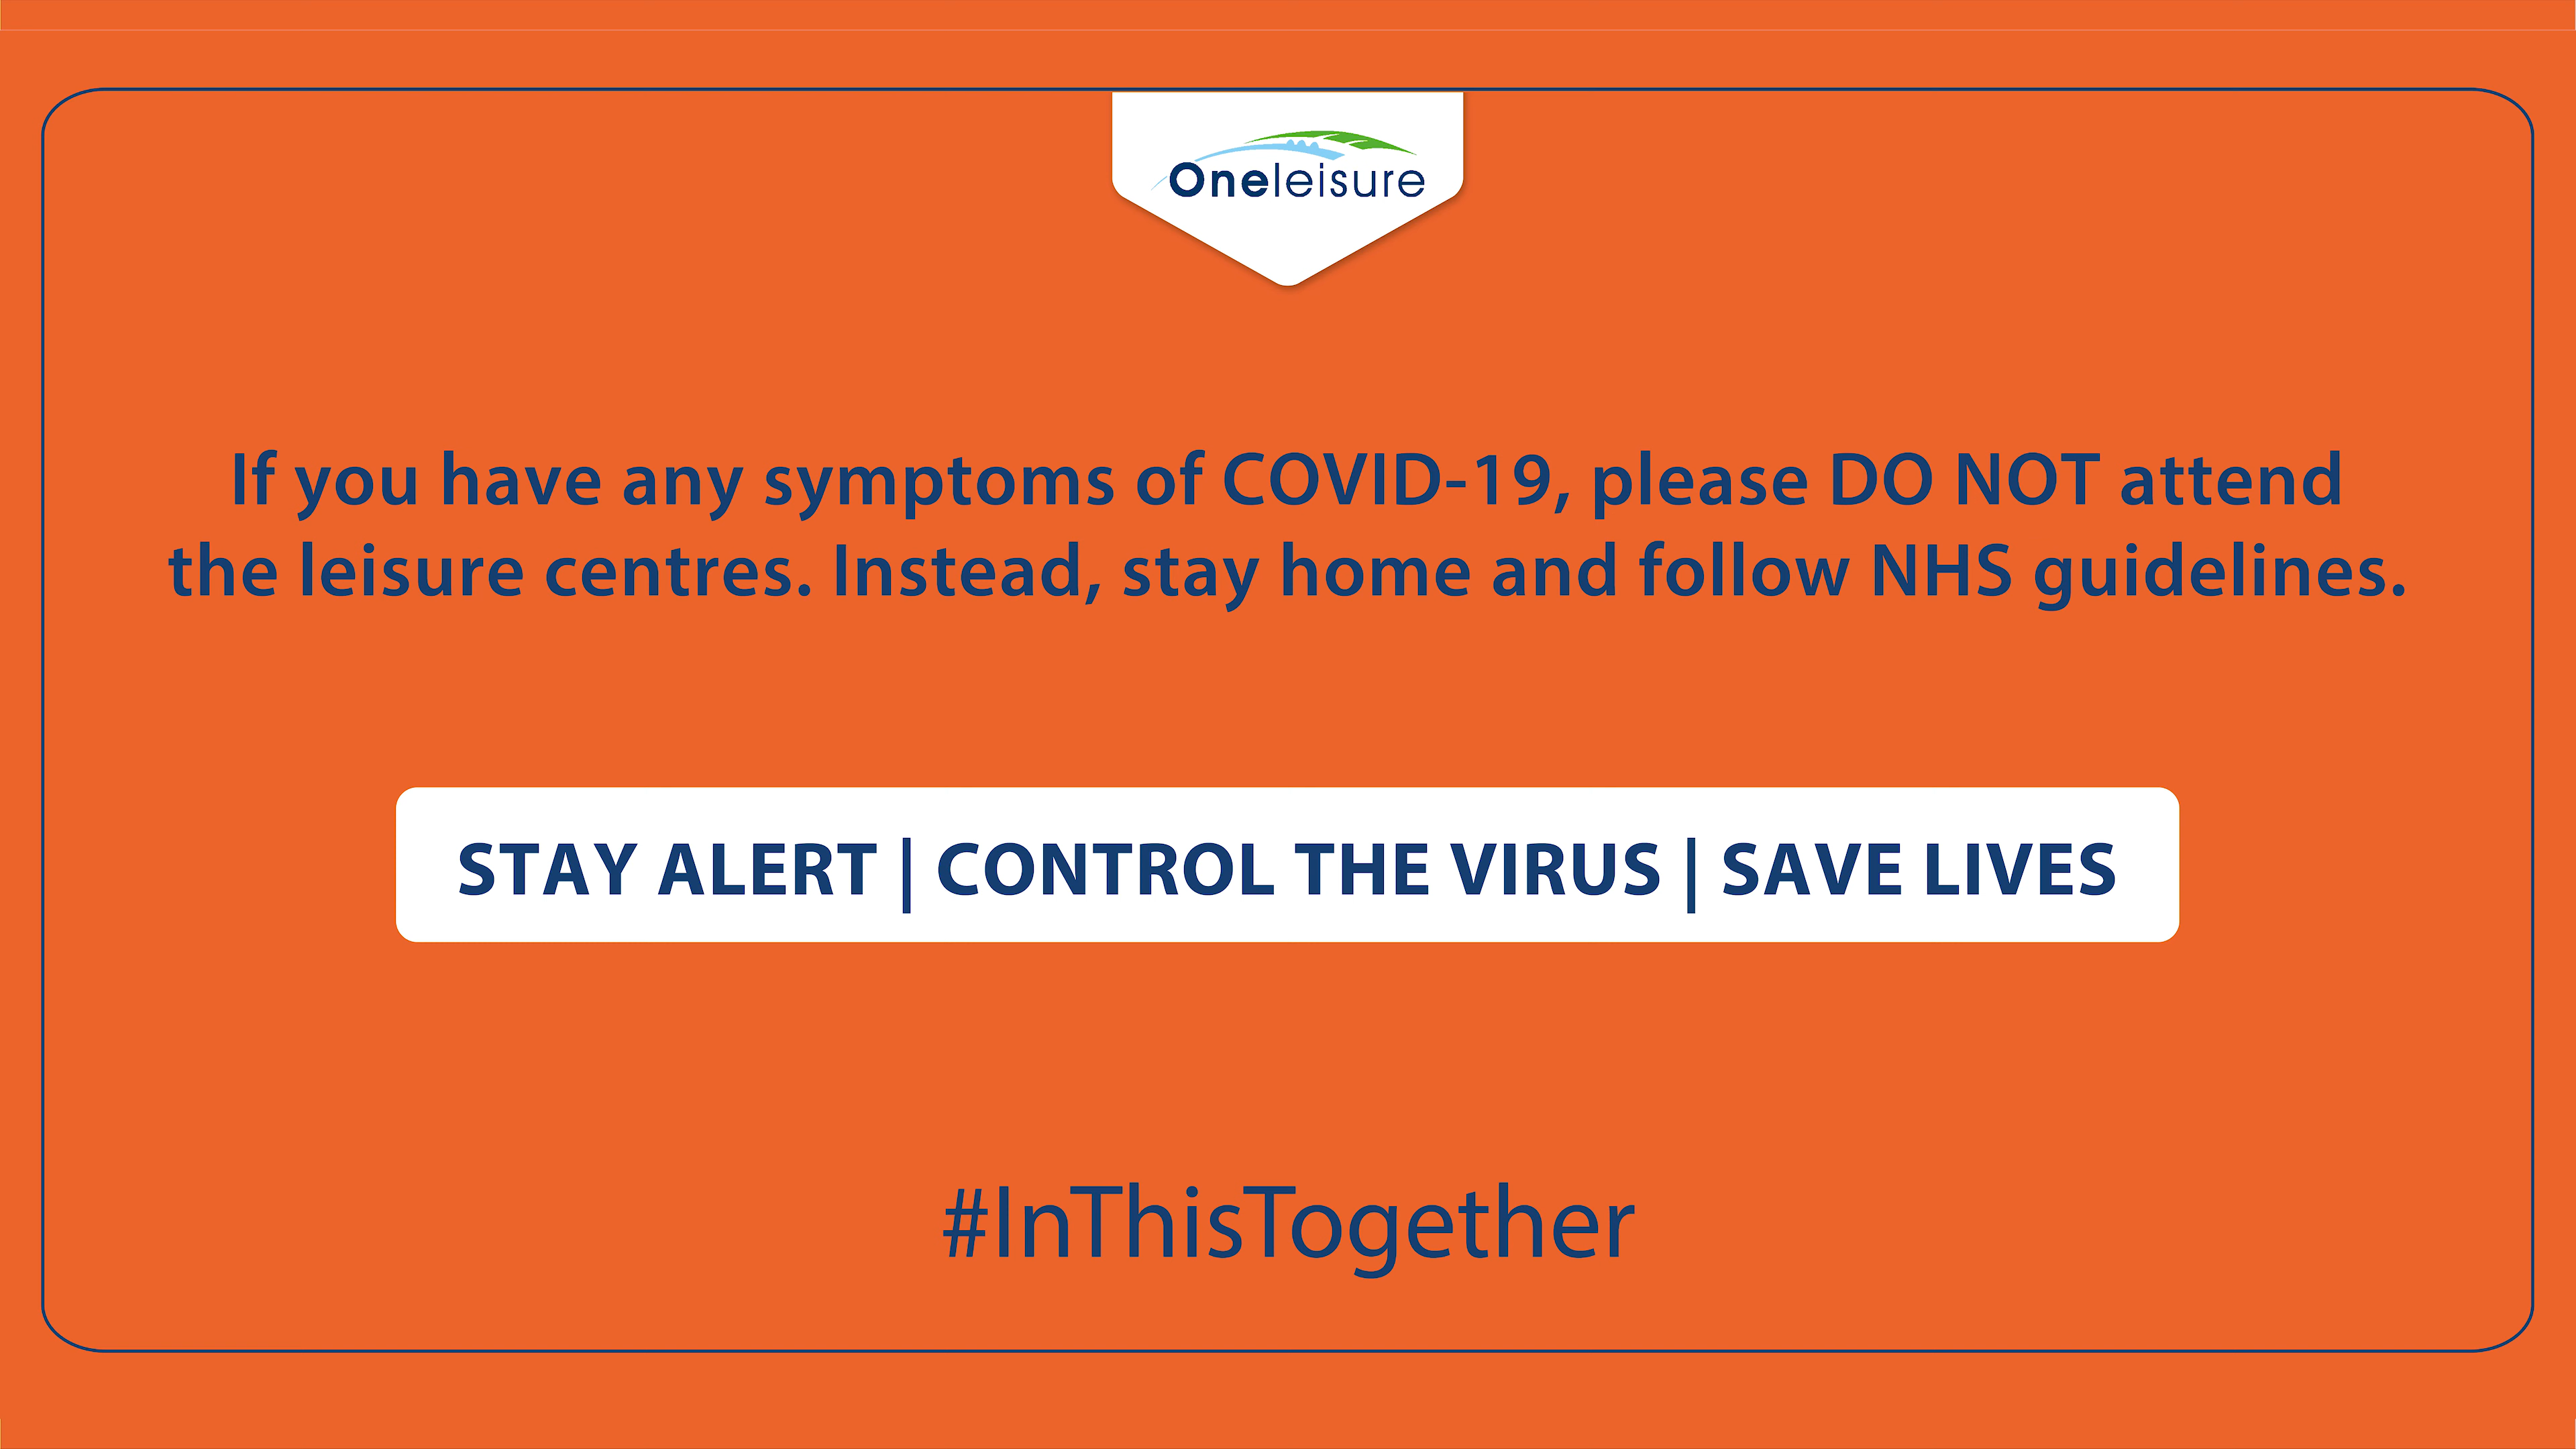 Oneleisure
If you have any symptoms of COVID-19, please DO NOT attend
the leisure centres. Instead, stay home and follow NHS guidelines.
STAY ALERT | CONTROL THE VIRUS | SAVE LIVES
#InThisTogether